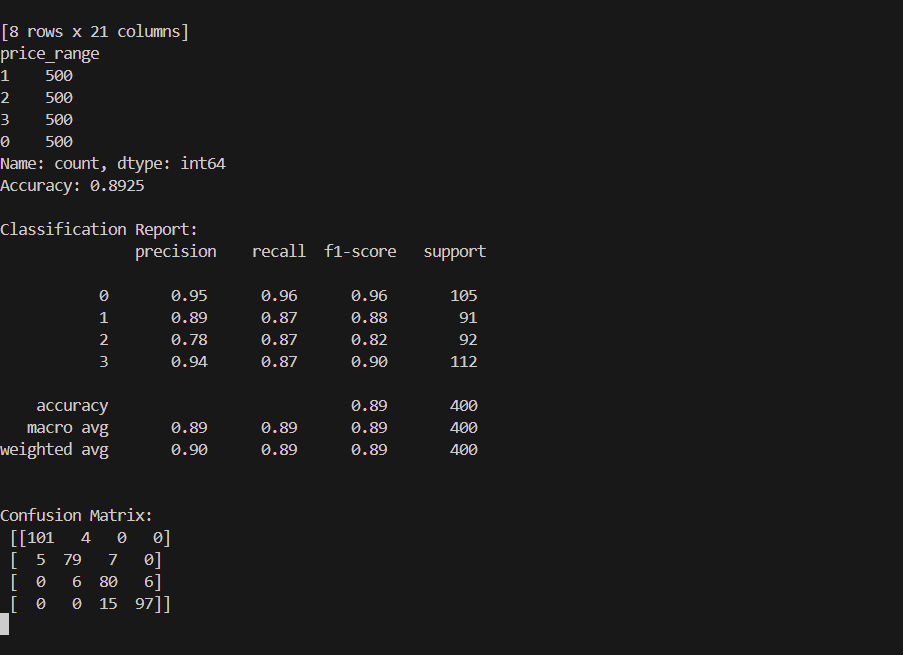 [8 rows x 21 columns]
price_range
1    500
2    500
3    500
0    500
Name: count, dtype: int64
Accuracy: 0.8925
Classification Report:
               precision    recall  f1-score   support
           0       0.95      0.96      0.96       105
           1       0.89      0.87      0.88        91
           2       0.78      0.87      0.82        92
           3       0.94      0.87      0.90       112
    accuracy                           0.89       400
   macro avg       0.89      0.89      0.89       400
weighted avg       0.90      0.89      0.89       400
Confusion Matrix:
 [[101   4   0   0]
 [  5  79   7   0]
 [  0   6  80   6]
 [  0   0  15  97]]